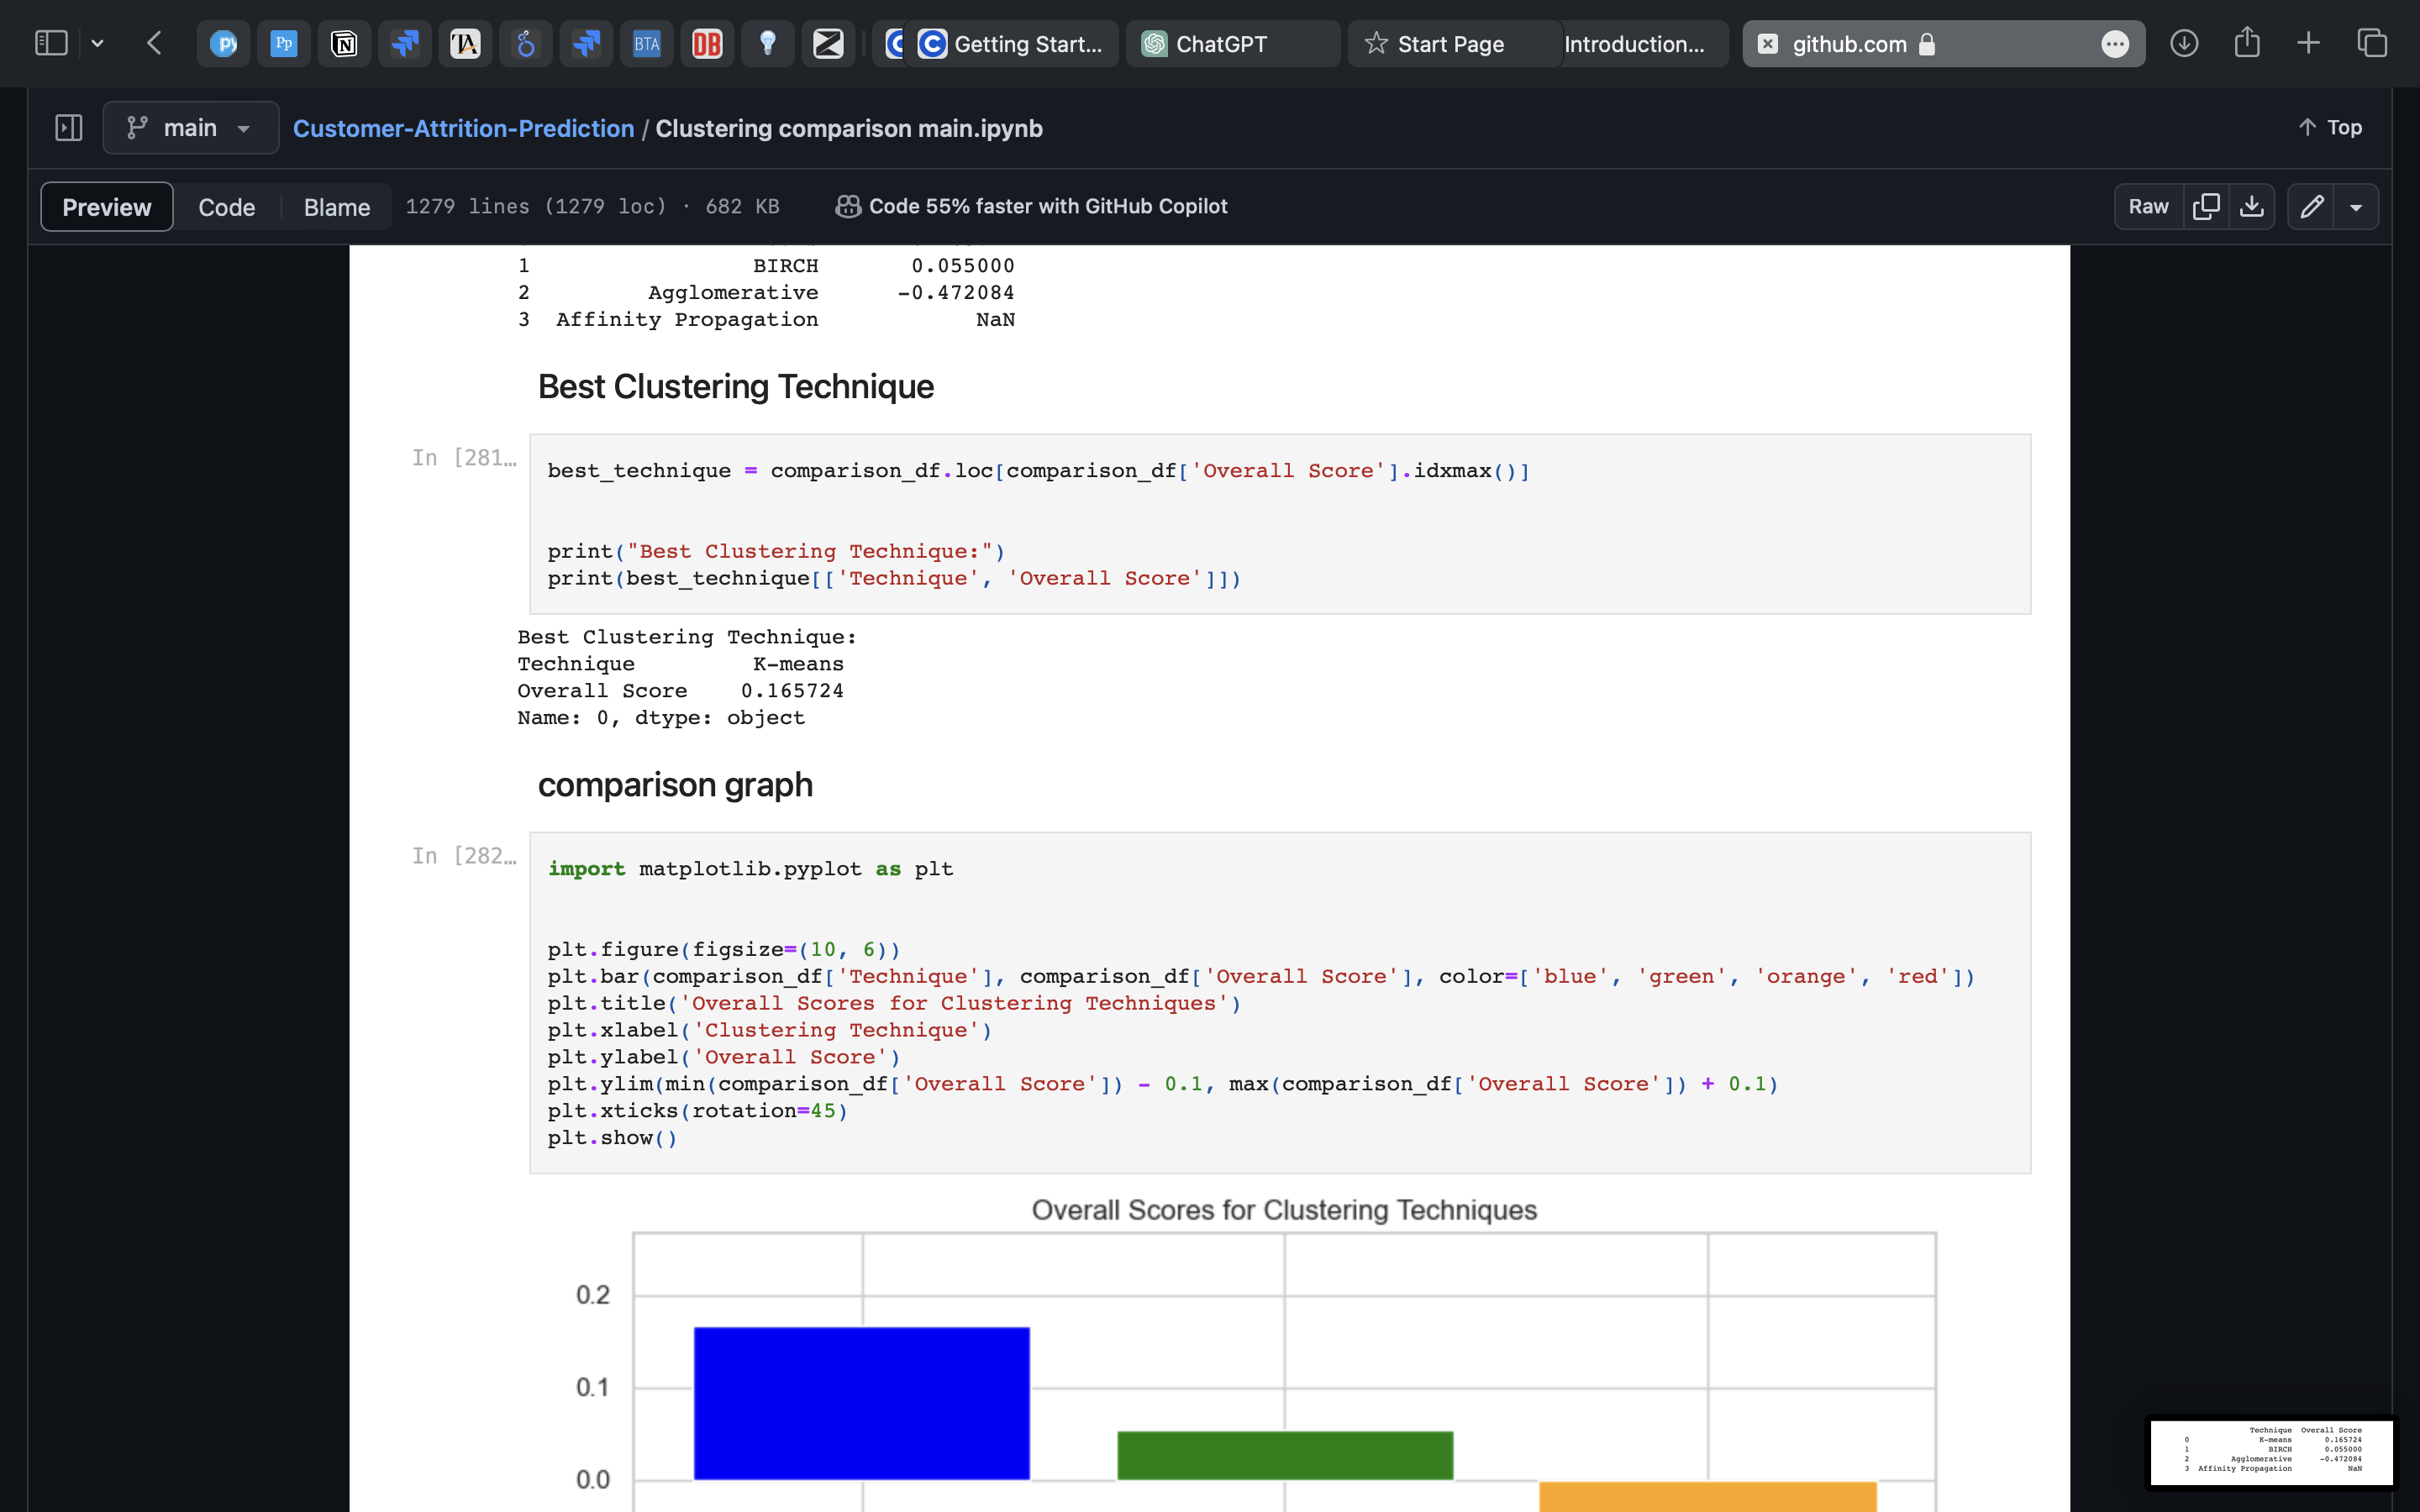 Pp
N
TA
BTA
DB
Getting Start...
ChatGPT
Start Page
Introduction...
github.com
main
Customer-Attrition-Prediction / Clustering comparison main.ipynb
Top
Preview
Code
Blame
1279 lines (1279 loc) · 682 KB
Code 55% faster with GitHub Copilot
Raw
1 BIRCH 0.055000
2 Agglomerative -0.472084
3 Affinity Propagation NaN
Best Clustering Technique
In [281…
best_technique = comparison_df.loc[comparison_df['Overall Score'].idxmax()]
print("Best Clustering Technique:")
print(best_technique[['Technique', 'Overall Score']])
Best Clustering Technique:
Technique K-means
Overall Score 0.165724
Name: 0, dtype: object
comparison graph
In [282…
import matplotlib.pyplot as plt
plt.figure(figsize=(10, 6))
plt.bar(comparison_df['Technique'], comparison_df['Overall Score'], color=['blue', 'green', 'orange', 'red'])
plt.title('Overall Scores for Clustering Techniques')
plt.xlabel('Clustering Technique')
plt.ylabel('Overall Score')
plt.ylim(min(comparison_df['Overall Score']) - 0.1, max(comparison_df['Overall Score']) + 0.1)
plt.xticks(rotation=45)
plt.show()
Overall Scores for Clustering Techniques
0.2
0.1
0.0
Technique Overall Score
0 K-means 0.165724
1 BIRCH 0.055000
2 Agglomerative -0.472084
3 Affinity Propagation NaN